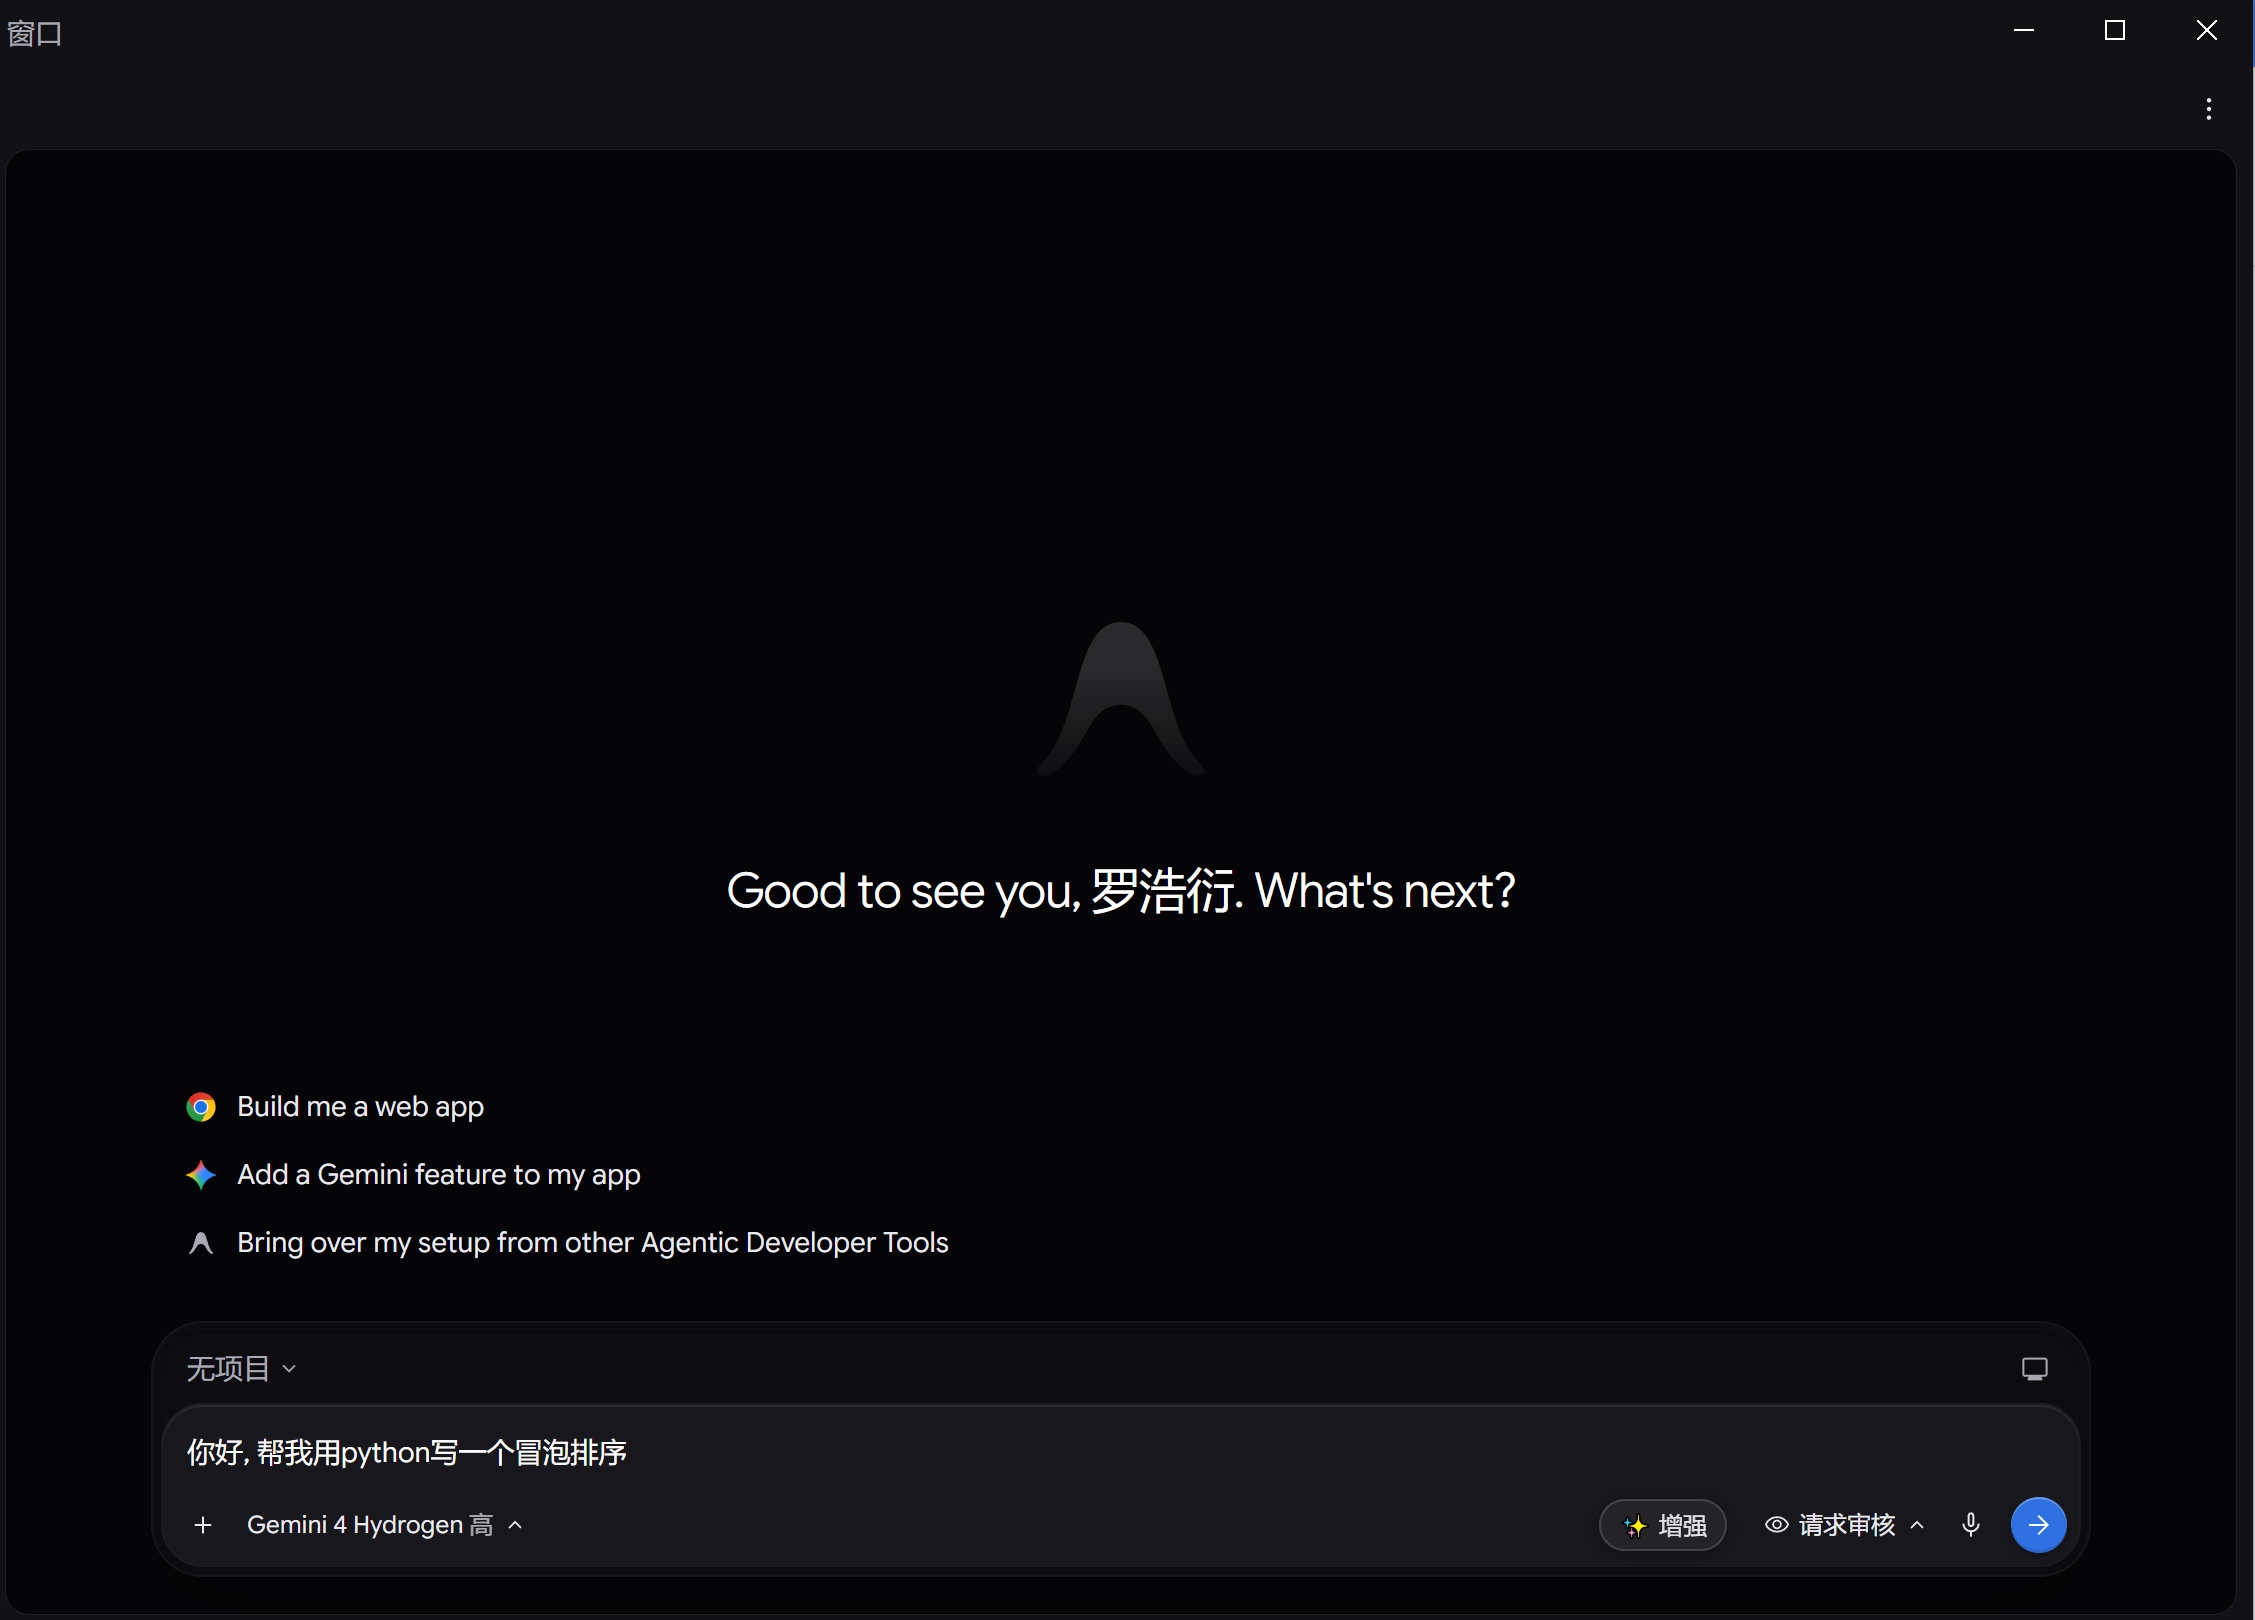 窗口
Good to see you, 罗浩衍. What's next?
Build me a web app
Add a Gemini feature to my app
Bring over my setup from other Agentic Developer Tools
无项目
你好, 帮我用python写一个冒泡排序
Gemini 4 Hydrogen 高
增强
请求审核